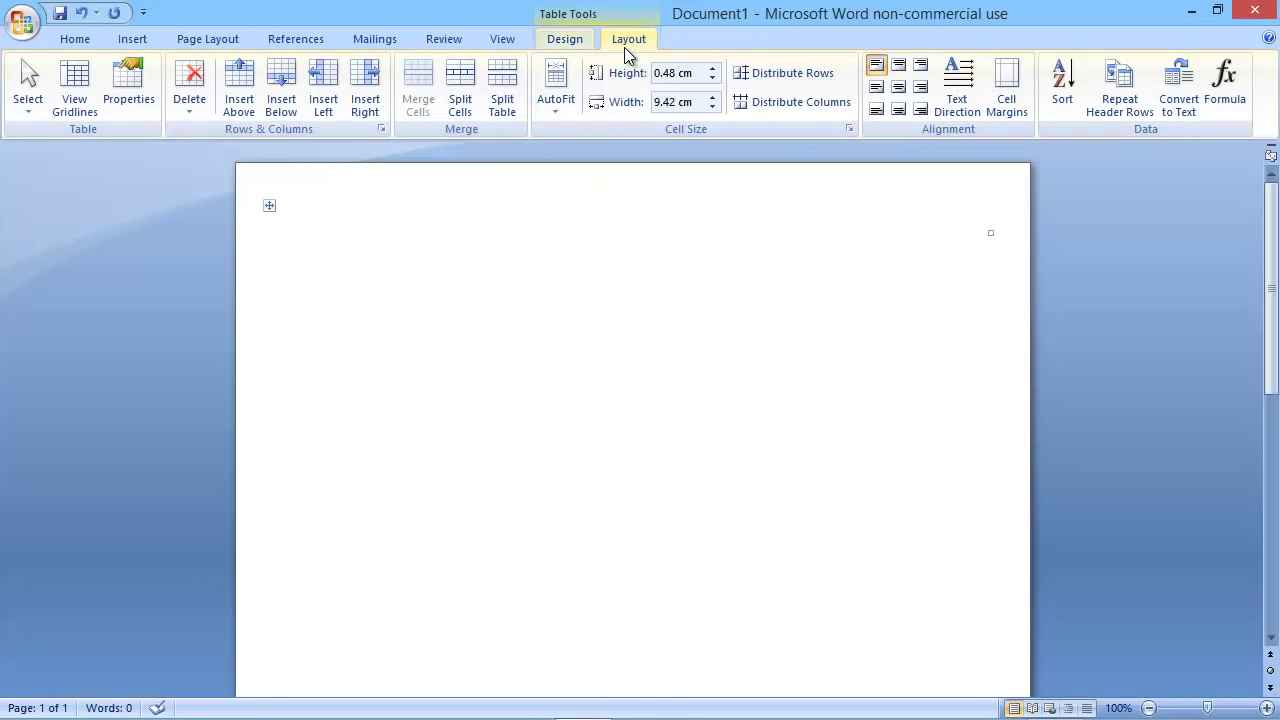 Table Tools
Document1 - Microsoft Word non-commercial use
Home Insert Page Layout References Mailings Review View Design Layout
Select
View Gridlines
Properties
Table
Delete
Insert Above
Insert Below
Insert Left
Insert Right
Rows & Columns
Merge Cells
Split Cells
Split Table
Merge
AutoFit
Height: 0.48 cm
Width: 9.42 cm
Distribute Rows
Distribute Columns
Cell Size
Text Direction
Cell Margins
Alignment
A Z
Sort
Repeat Header Rows
Convert to Text
fx
Formula
Data
Page: 1 of 1 Words: 0 100%